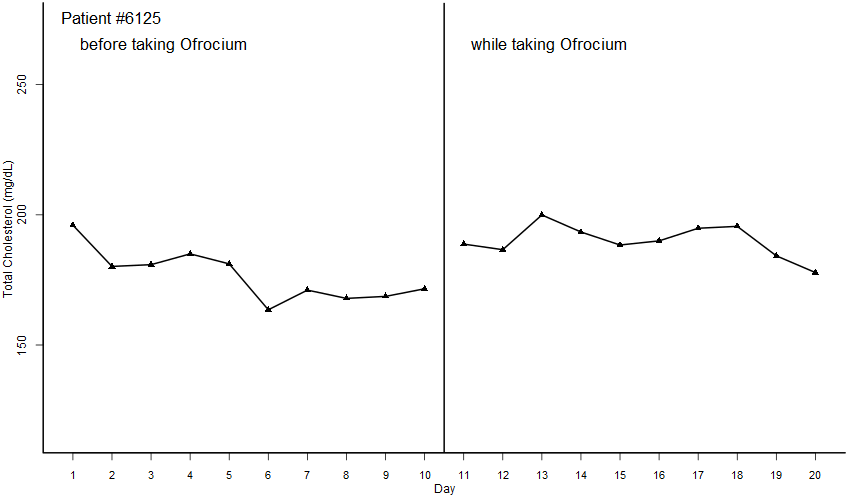 Patient #6125
before taking Ofrocium
while taking Ofrocium
Total Cholesterol (mg/dL)
250
200
150
1 2 3 4 5 6 7 8 9 10 11 12 13 14 15 16 17 18 19 20
Day